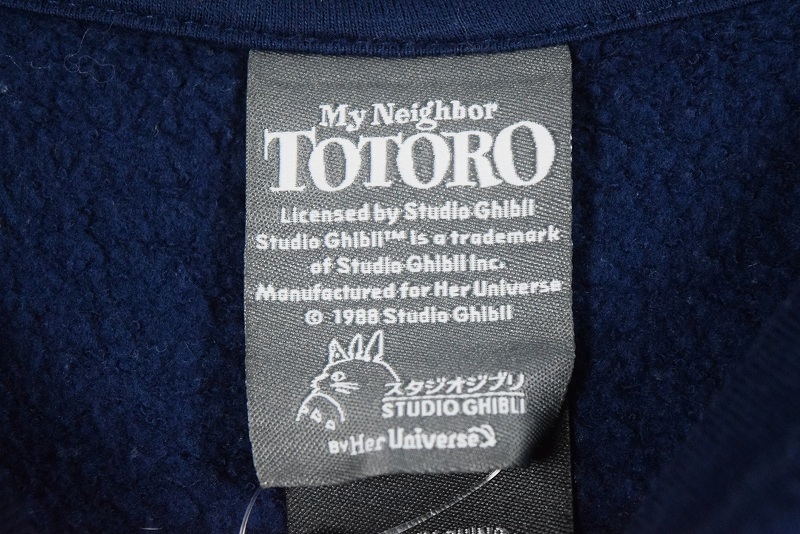 My Neighbor
TOTORO
Licensed by Studio Ghibli
Studio Ghibli™ is a trademark
of Studio Ghibli Inc.
Manufactured for Her Universe
© 1988 Studio Ghibli
スタジオジブリ
STUDIO GHIBLI
BY Her Universe